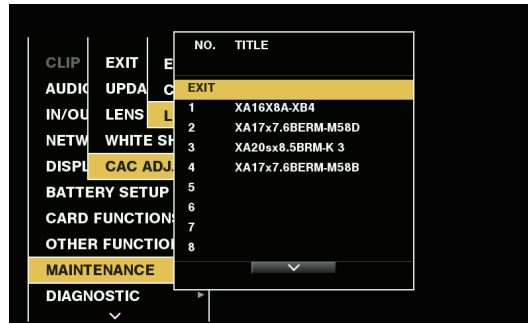 CLIP
AUDIO
IN/OU
NETW
DISPL
BATTERY SETUP
CARD FUNCTIONS
OTHER FUNCTIO
MAINTENANCE
DIAGNOSTIC
EXIT
UPDA
LENS
WHITE SH
CAC ADJ.
E
C
L
NO. TITLE
EXIT
1 XA16X8A-XB4
2 XA17x7.6BERM-M58D
3 XA20sx8.5BRM-K 3
4 XA17x7.6BERM-M58B
5
6
7
8